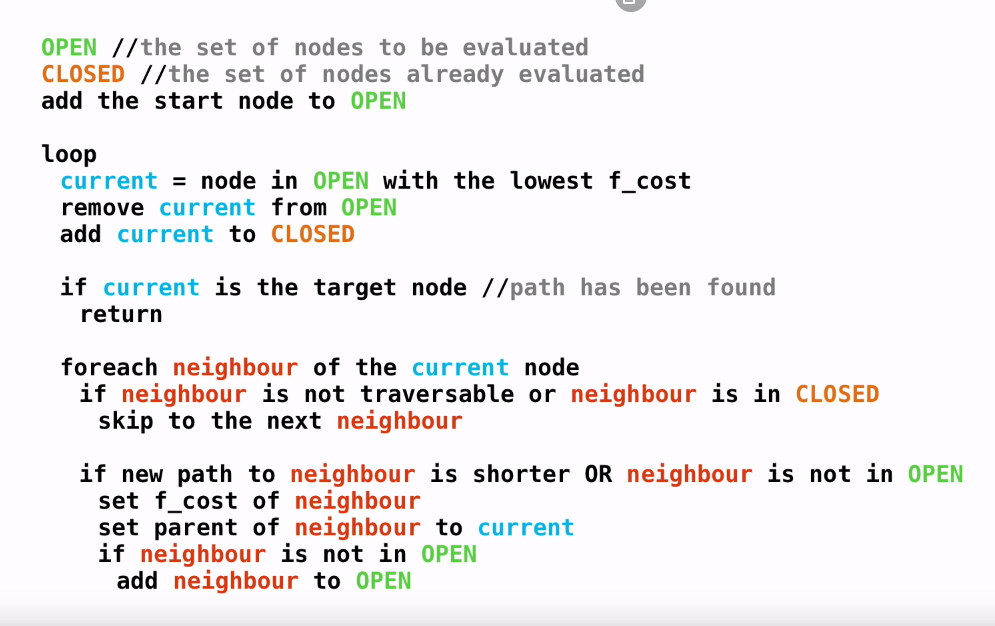 OPEN //the set of nodes to be evaluated
CLOSED //the set of nodes already evaluated
add the start node to OPEN
loop
current = node in OPEN with the lowest f_cost
remove current from OPEN
add current to CLOSED
if current is the target node //path has been found
return
foreach neighbour of the current node
if neighbour is not traversable or neighbour is in CLOSED
skip to the next neighbour
if new path to neighbour is shorter OR neighbour is not in OPEN
set f_cost of neighbour
set parent of neighbour to current
if neighbour is not in OPEN
add neighbour to OPEN